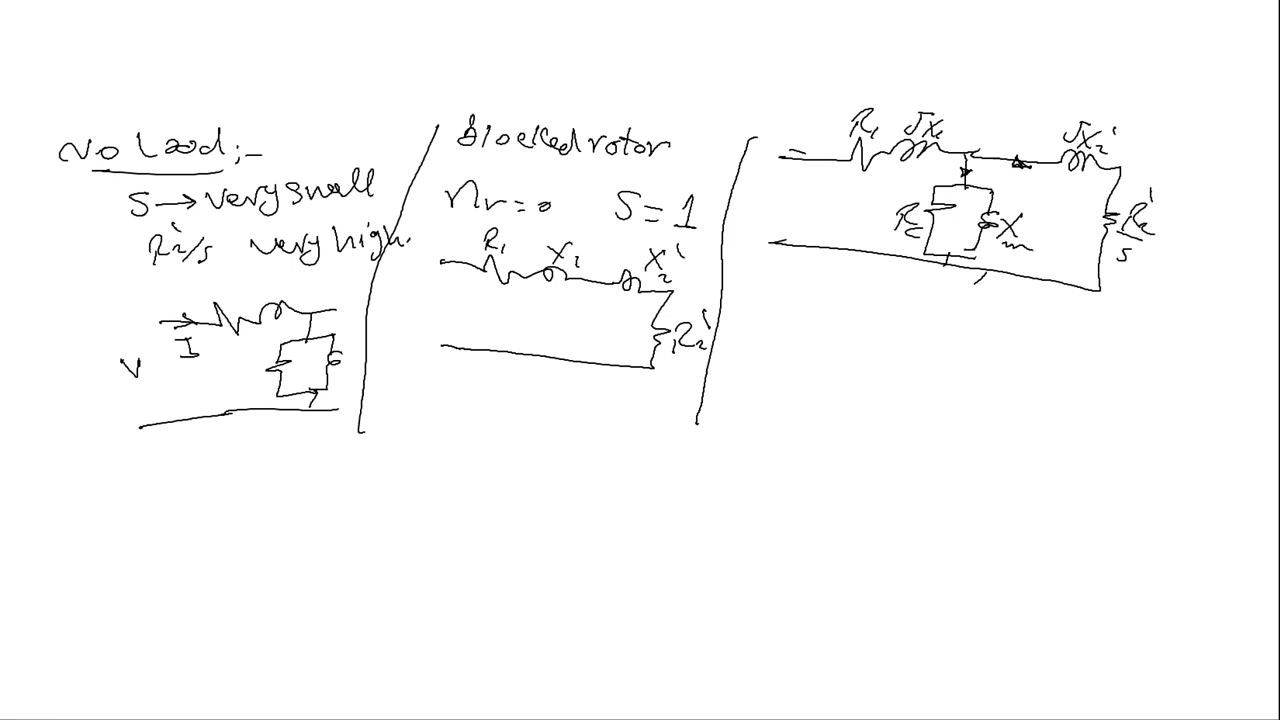 No Load:-
S → very small
R2'/s very high.
I
V
Blocked rotor
nr = 0 S = 1
R1 X1 X2'
R2'
R1 JX1 JX2'
Rc Xm R2'/s